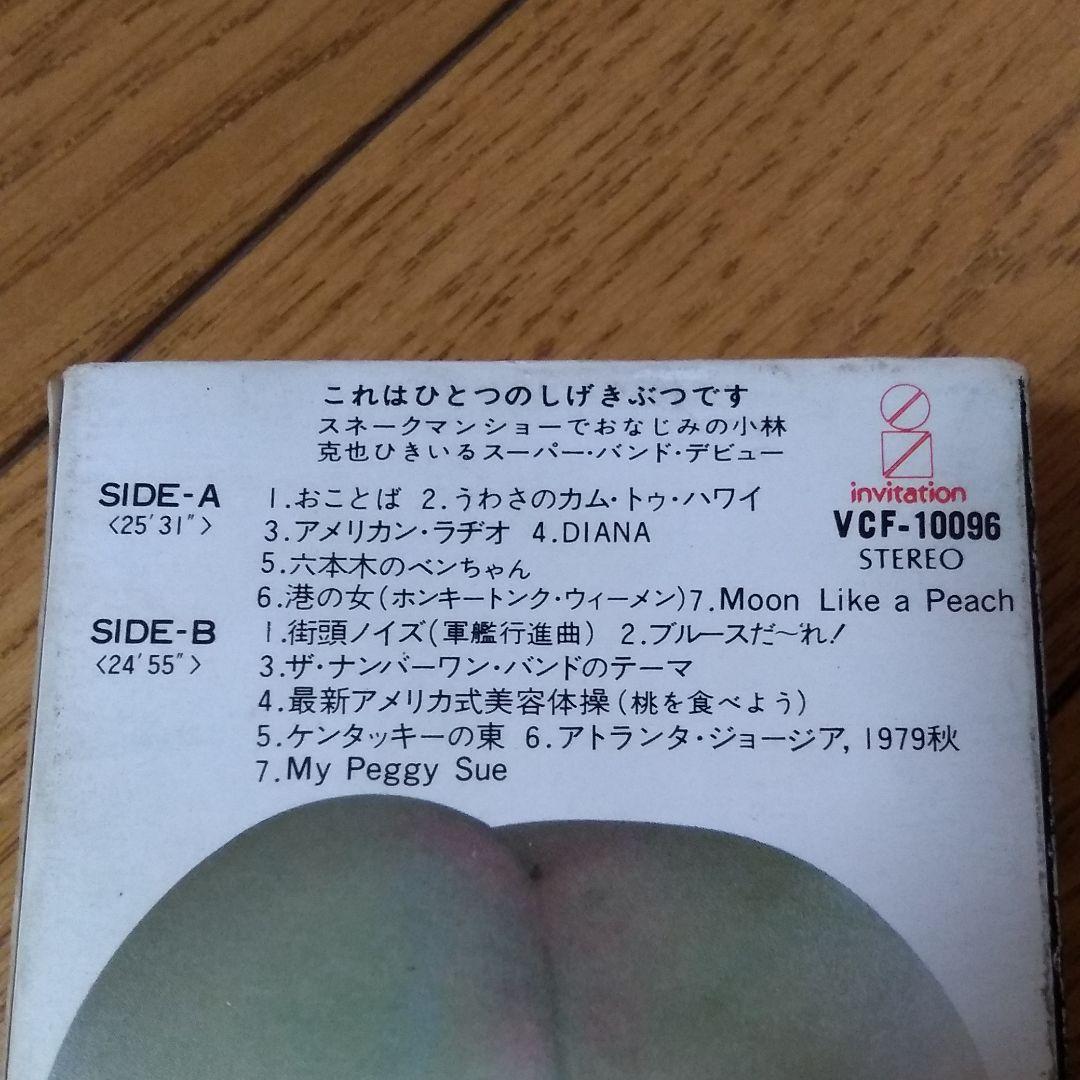 これはひとつのしげきぶつです
スネークマンショーでおなじみの小林
克也ひきいるスーパー・バンド・デビュー
invitation
VCF-10096
STEREO
SIDE-A
〈25'31"〉
1.おことば 2.うわさのカム・トゥ・ハワイ
3.アメリカン・ラヂオ 4.DIANA
5.六本木のベンちゃん
6.港の女(ホンキートンク・ウィーメン)7.Moon Like a Peach
SIDE-B
〈24'55"〉
1.街頭ノイズ(軍艦行進曲) 2.ブルースだ〜れ!
3.ザ・ナンバーワン・バンドのテーマ
4.最新アメリカ式美容体操(桃を食べよう)
5.ケンタッキーの東 6.アトランタ・ジョージア,1979秋
7.My Peggy Sue